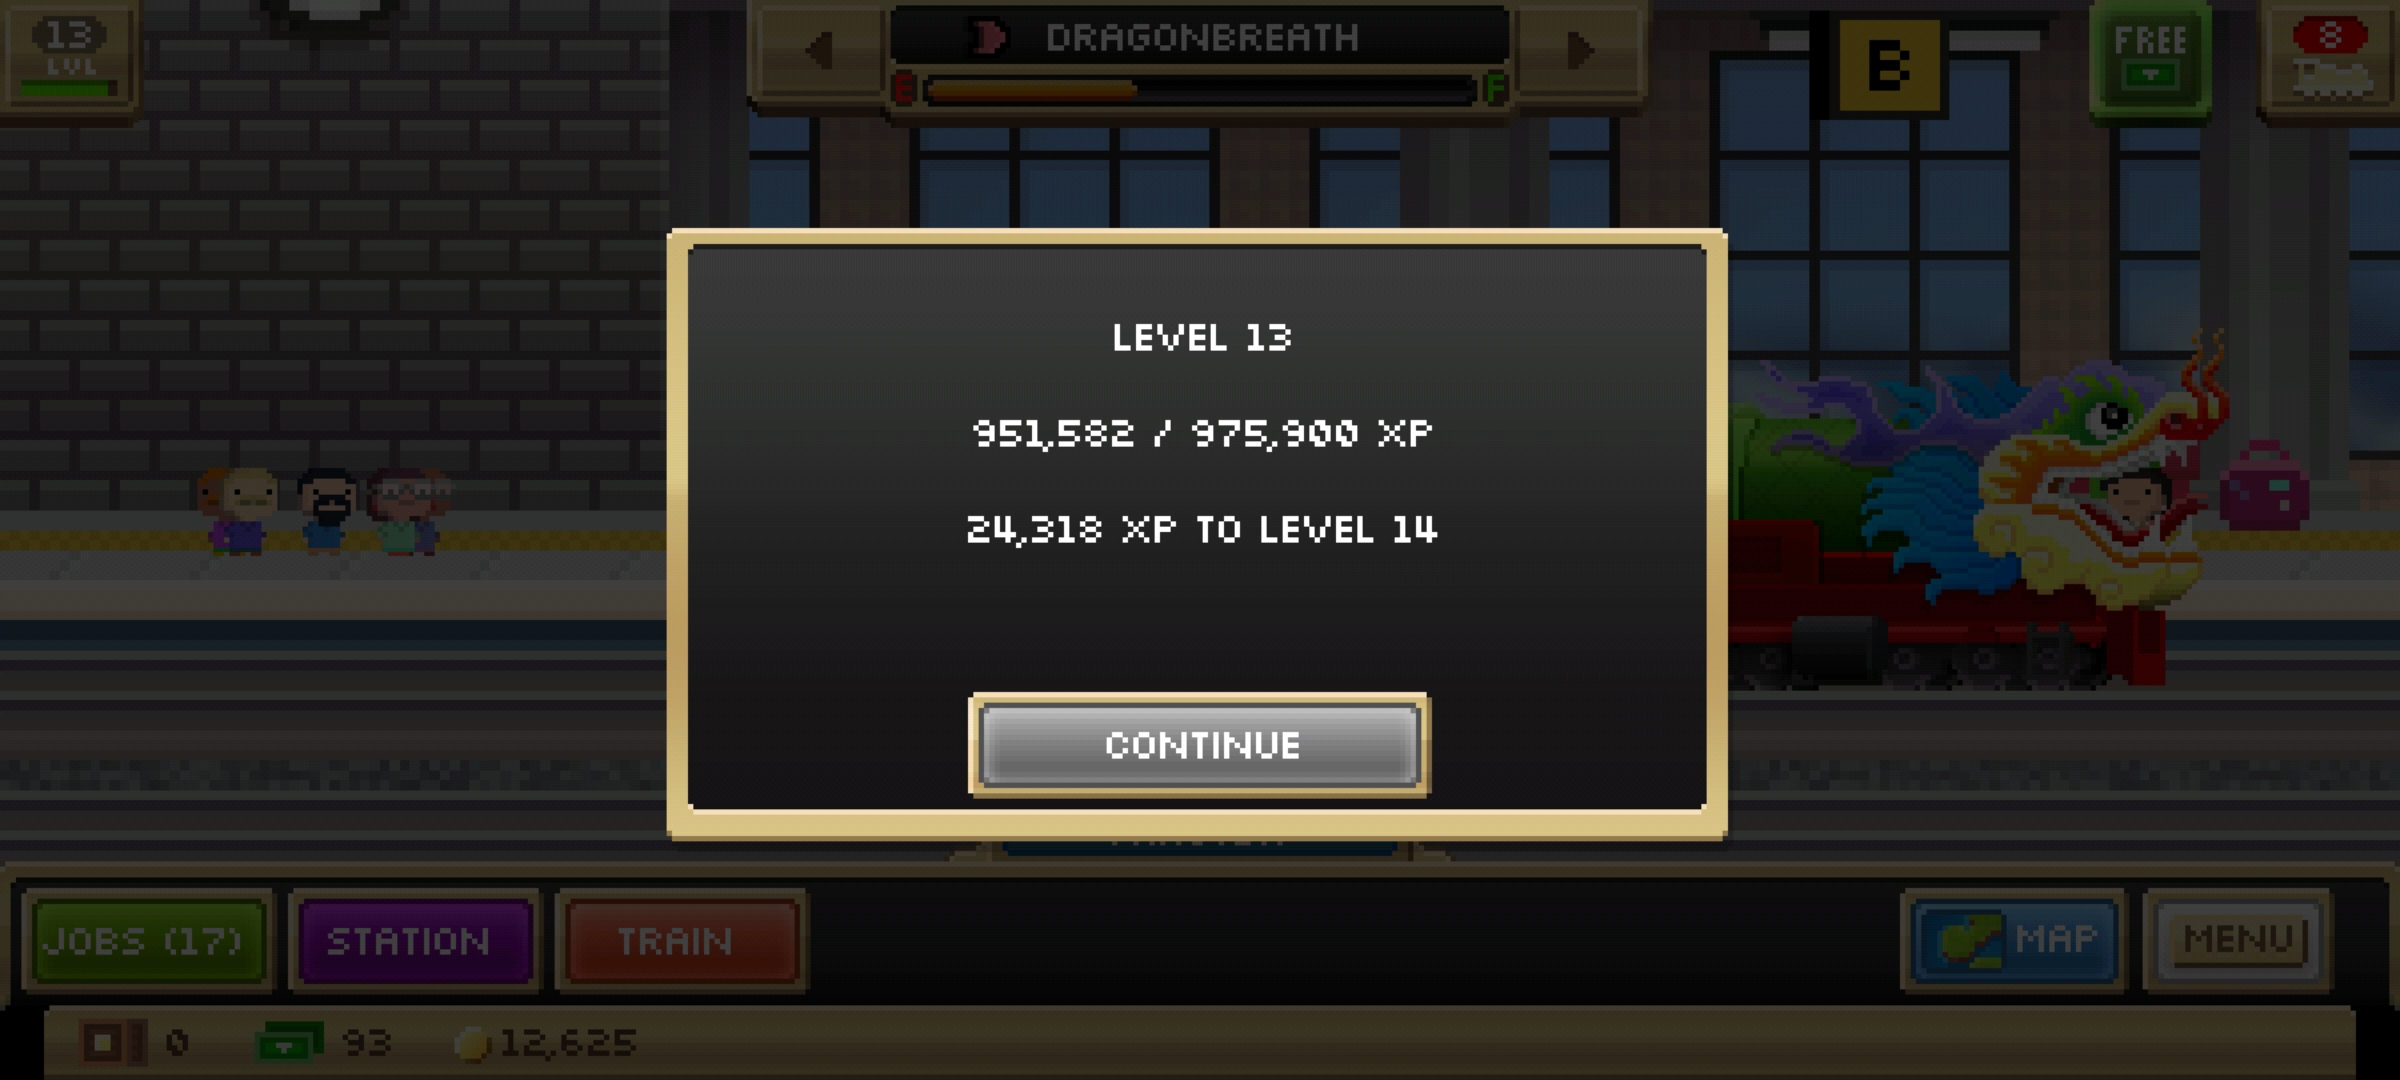 13
LVL
DRAGONBREATH
E F
B
FREE
8
LEVEL 13
951,582 / 975,900 XP
24,318 XP TO LEVEL 14
CONTINUE
JOBS (17)
STATION
TRAIN
MAP
MENU
0
93
12,625